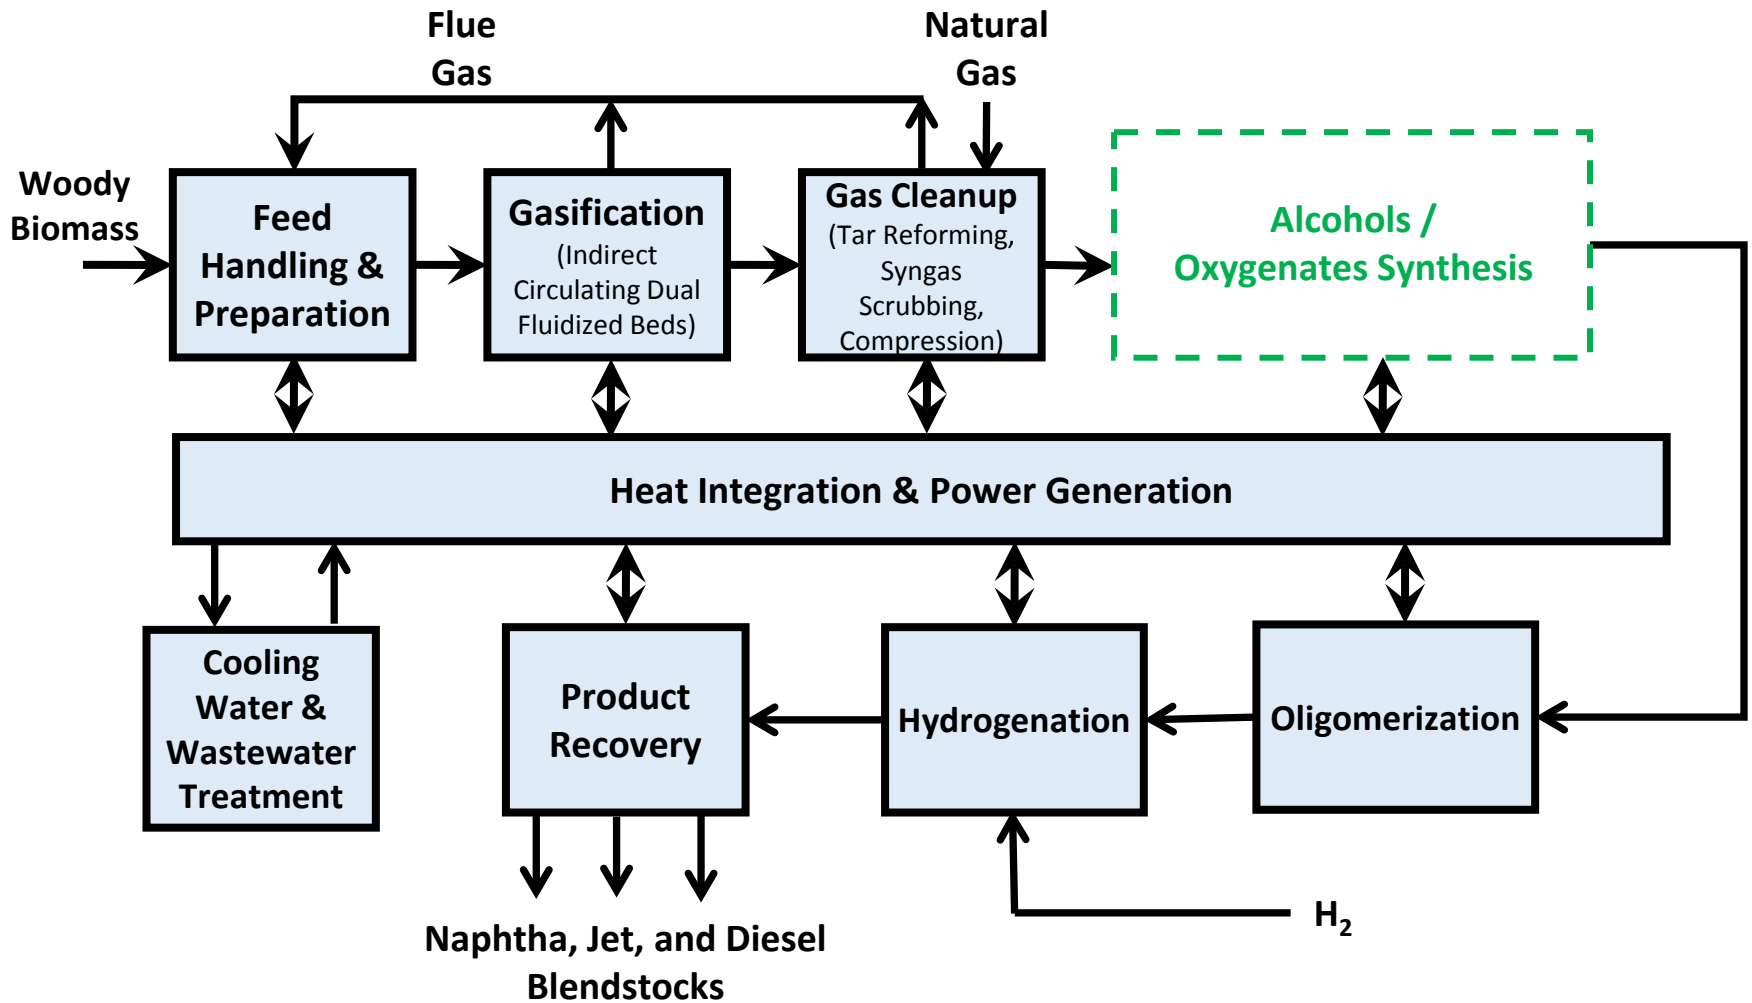 Flue
Gas
Natural
Gas
Woody
Biomass
Feed
Handling &
Preparation
Gasification
(Indirect
Circulating Dual
Fluidized Beds)
Gas Cleanup
(Tar Reforming,
Syngas
Scrubbing,
Compression)
Alcohols /
Oxygenates Synthesis
Heat Integration & Power Generation
Cooling
Water &
Wastewater
Treatment
Product
Recovery
Hydrogenation
Oligomerization
Naphtha, Jet, and Diesel
Blendstocks
H₂